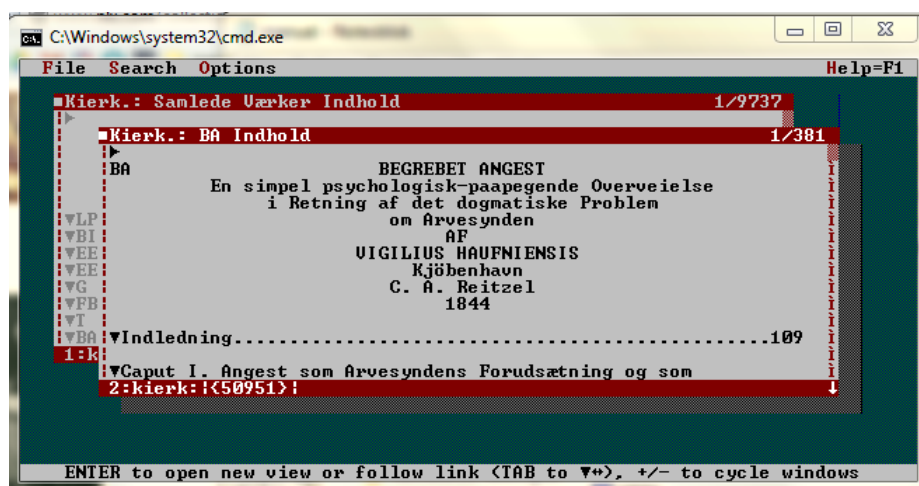 C:\Windows\system32\cmd.exe
File Search Options Help=F1
Kierk.: Samlede Værker Indhold 1/9737
Kierk.: BA Indhold 1/381
BA BEGREBET ANGEST
En simpel psychologisk-paapegende Overveielse
i Retning af det dogmatiske Problem
om Arvesynden
AF
VIGILIUS HAUFNIENSIS
Kjöbenhavn
C. A. Reitzel
1844
▼LP
▼BI
▼EE
▼EE
▼G
▼FB
▼T
▼BA
▼Indledning...............................................109
1:k
▼Caput I. Angest som Arvesyndens Forudsætning og som
2:kierk:¦{50951}¦
ENTER to open new view or follow link (TAB to ▼↔), +/- to cycle windows